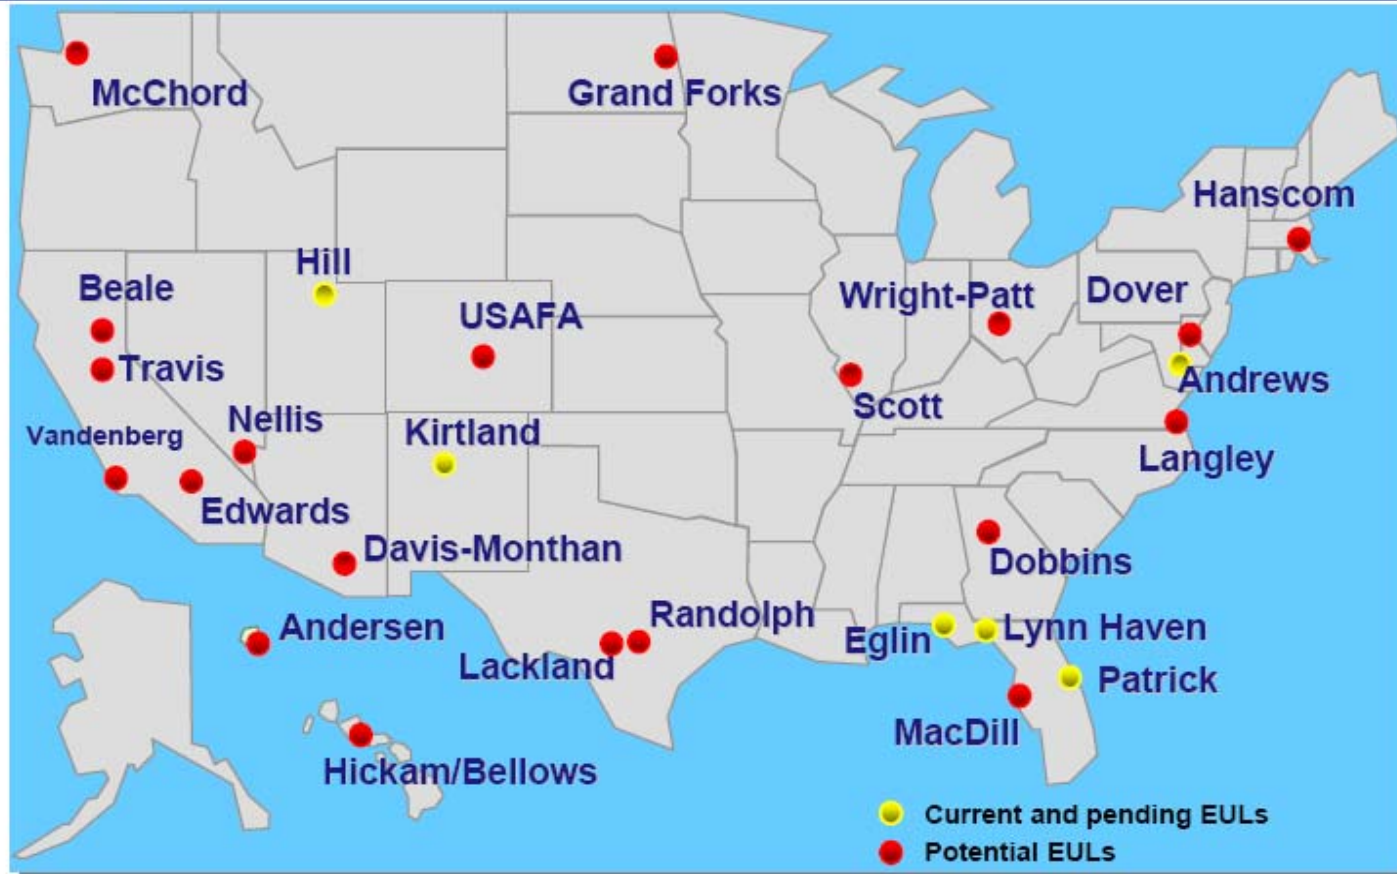 McChord
Grand Forks
Hanscom
Hill
Beale
Wright-Patt
Dover
USAFA
Travis
Andrews
Scott
Nellis
Vandenberg
Kirtland
Langley
Edwards
Davis-Monthan
Dobbins
Andersen
Randolph
Eglin
Lynn Haven
Lackland
Patrick
MacDill
Hickam/Bellows
Current and pending EULs
Potential EULs